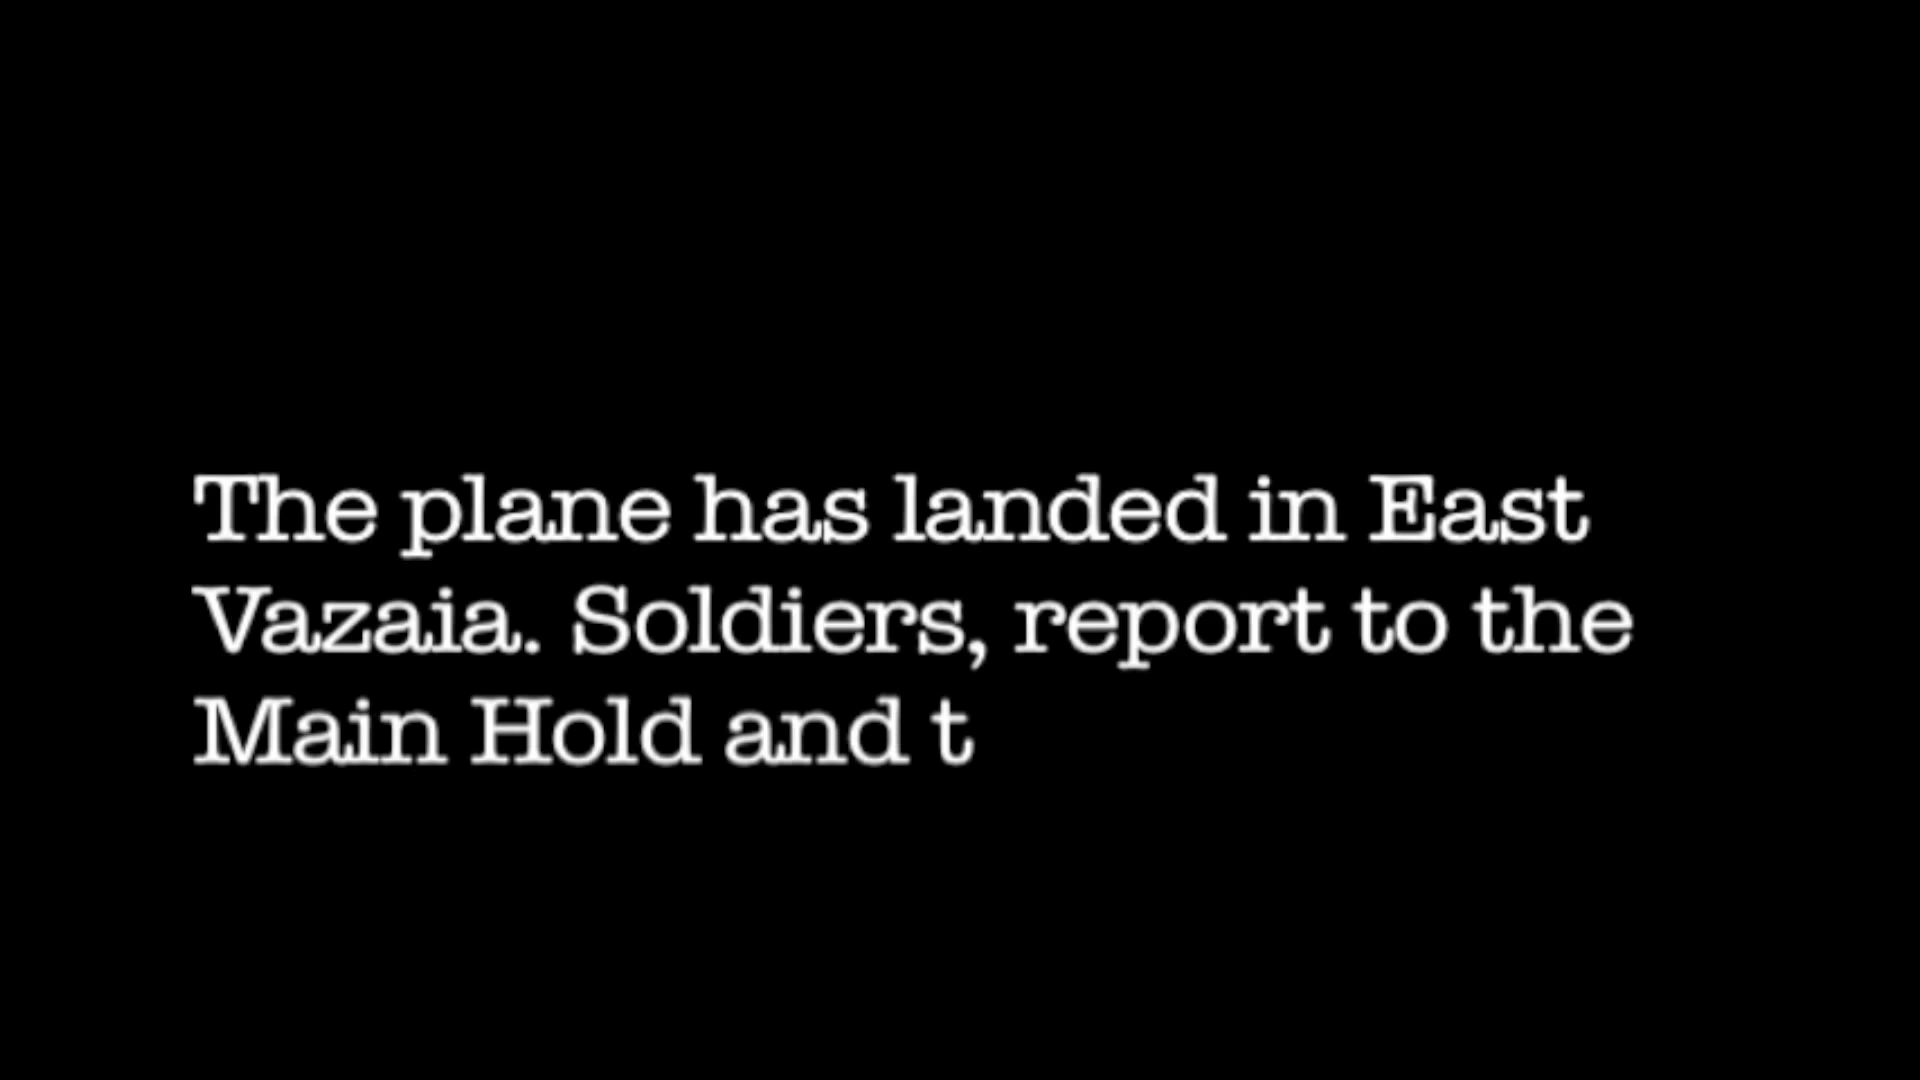 The plane has landed in East
Vazaia. Soldiers, report to the
Main Hold and t